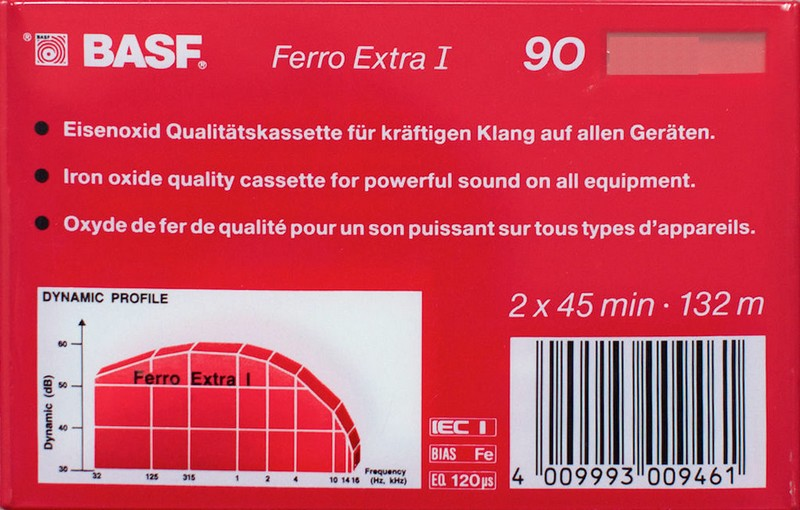 ® BASF BASF®
Ferro Extra I
90
● Eisenoxid Qualitätskassette für kräftigen Klang auf allen Geräten.
● Iron oxide quality cassette for powerful sound on all equipment.
● Oxyde de fer de qualité pour un son puissant sur tous types d'appareils.
DYNAMIC PROFILE
Dynamic (dB)
60
50
40
30
Ferro Extra I
32 125 315 1 2 4 10 14 16
Frequency
(Hz, kHz)
2 x 45 min · 132 m
IEC I
BIAS Fe
EQ 120 µs
4 009993 009461